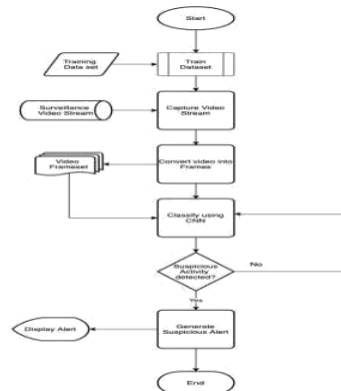 Start
Training
Data set
Train
Dataset
Surveillance
Video Stream
Capture Video
Stream
Video
Frameset
Convert video into
Frames
Classify using
CNN
Suspicious
Activity
detected?
No
Yes
Display Alert
Generate
Suspicious Alert
End